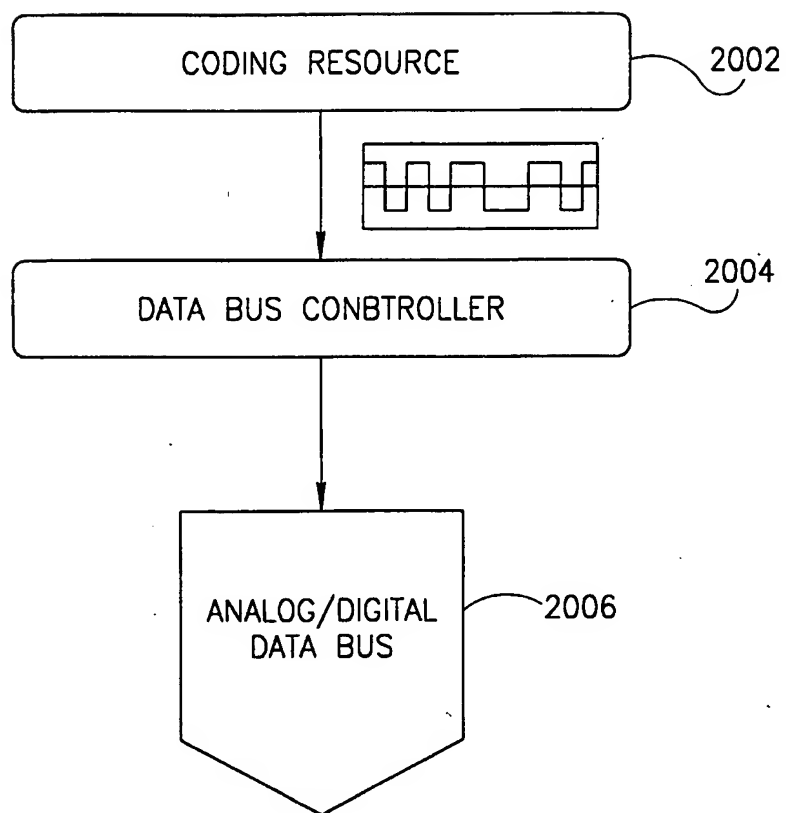 CODING RESOURCE
2002
2004
DATA BUS CONBTROLLER
ANALOG/DIGITAL
DATA BUS
2006